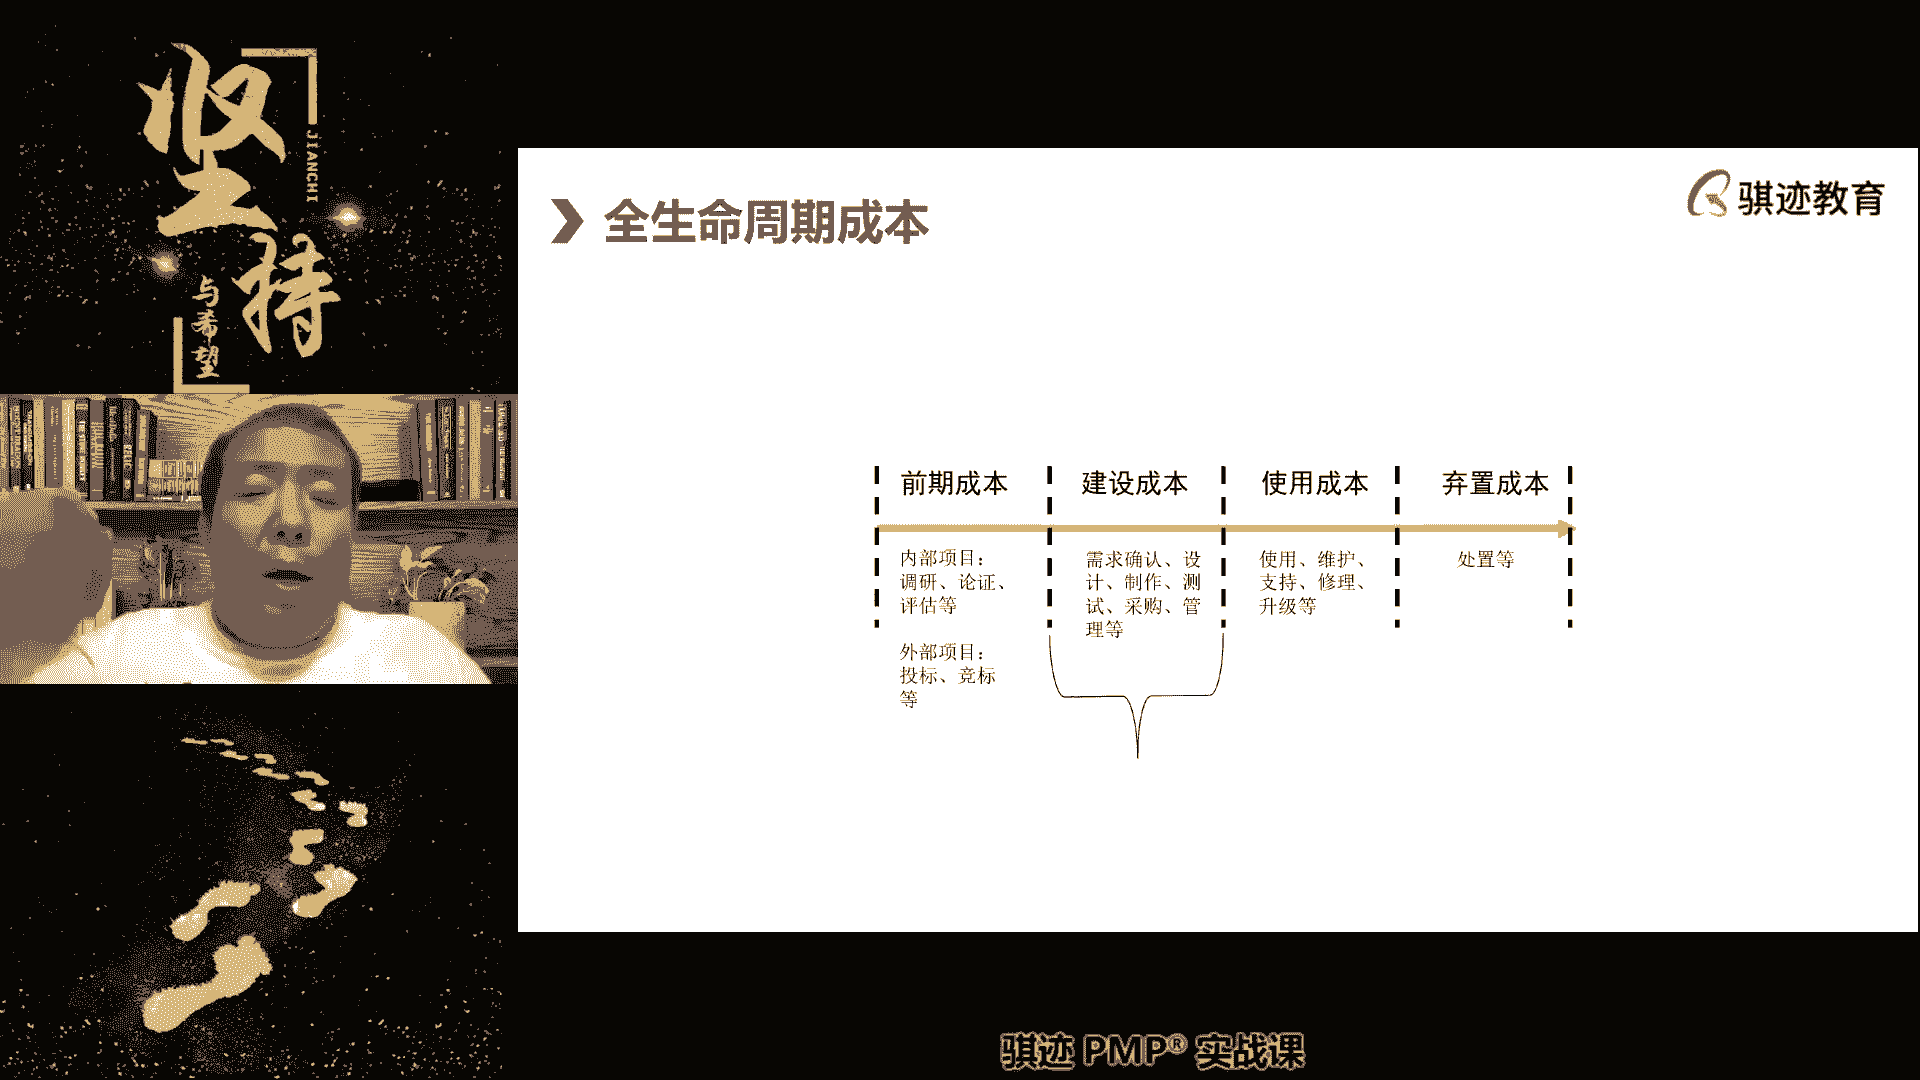 坚持
JIANCHI
与希望
骐迹教育
全生命周期成本
前期成本
建设成本
使用成本
弃置成本
内部项目：
调研、论证、
评估等
外部项目：
投标、竞标
等
需求确认、设
计、制作、测
试、采购、管
理等
使用、维护、
支持、修理、
升级等
处置等
骐迹 PMP® 实战课